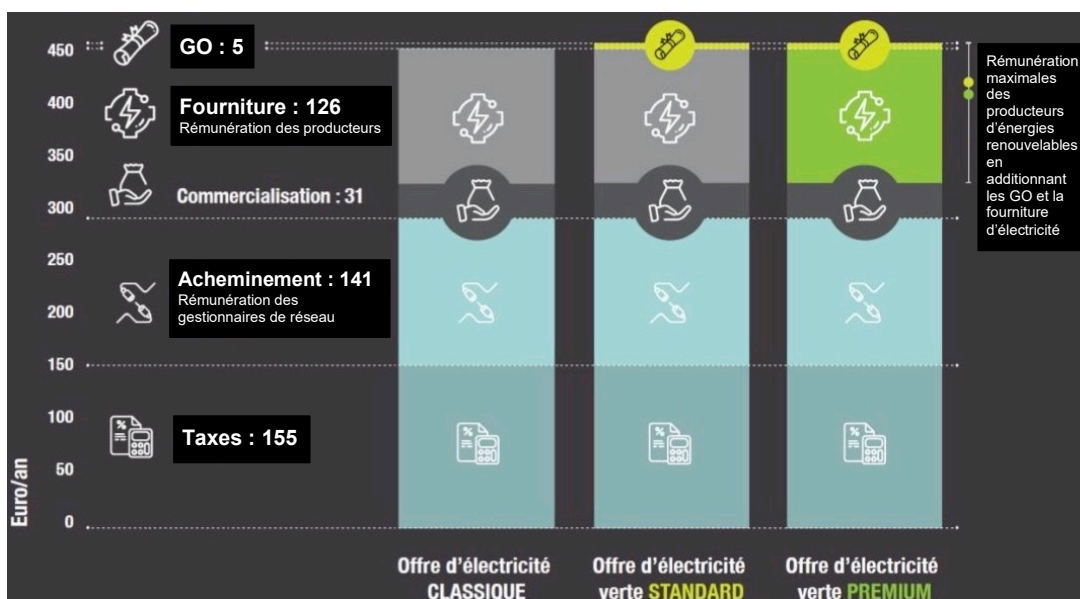 450
400
350
300
250
200
150
100
50
0
Euro/an
GO : 5
Fourniture : 126
Rémunération des producteurs
Commercialisation : 31
Acheminement : 141
Rémunération des
gestionnaires de réseau
Taxes : 155
%
%
%
%
Rémunération
maximales
des
producteurs
d'énergies
renouvelables
en
additionnant
les GO et la
fourniture
d'électricité
Offre d'électricité
CLASSIQUE
Offre d'électricité
verte STANDARD
Offre d'électricité
verte PREMIUM